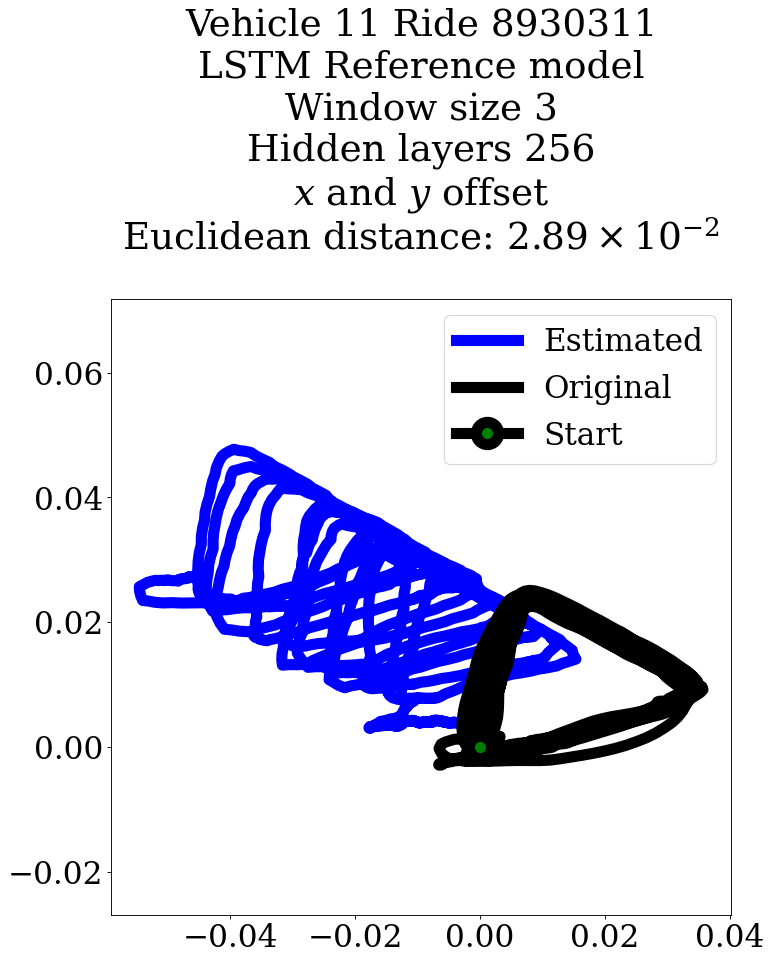 Vehicle 11 Ride 8930311
LSTM Reference model
Window size 3
Hidden layers 256
x and y offset
Euclidean distance: 2.89 × 10⁻²
Estimated
Original
Start
0.06
0.04
0.02
0.00
−0.02
−0.04 −0.02 0.00 0.02 0.04